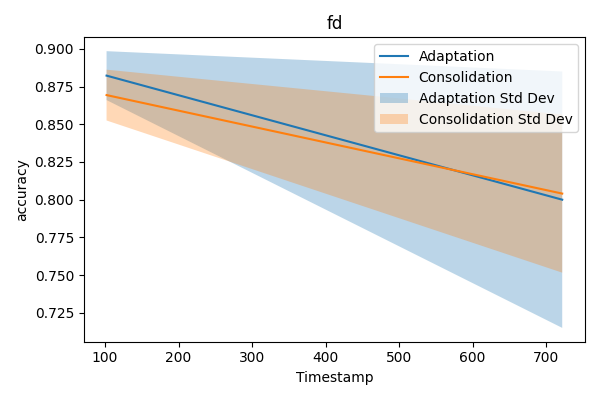 fd
Adaptation
Consolidation
Adaptation Std Dev
Consolidation Std Dev
accuracy
0.900
0.875
0.850
0.825
0.800
0.775
0.750
0.725
100 200 300 400 500 600 700
Timestamp